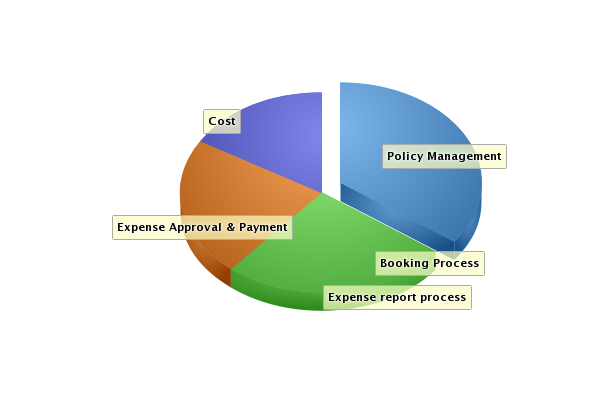 Cost
Policy Management
Expense Approval & Payment
Booking Process
Expense report process